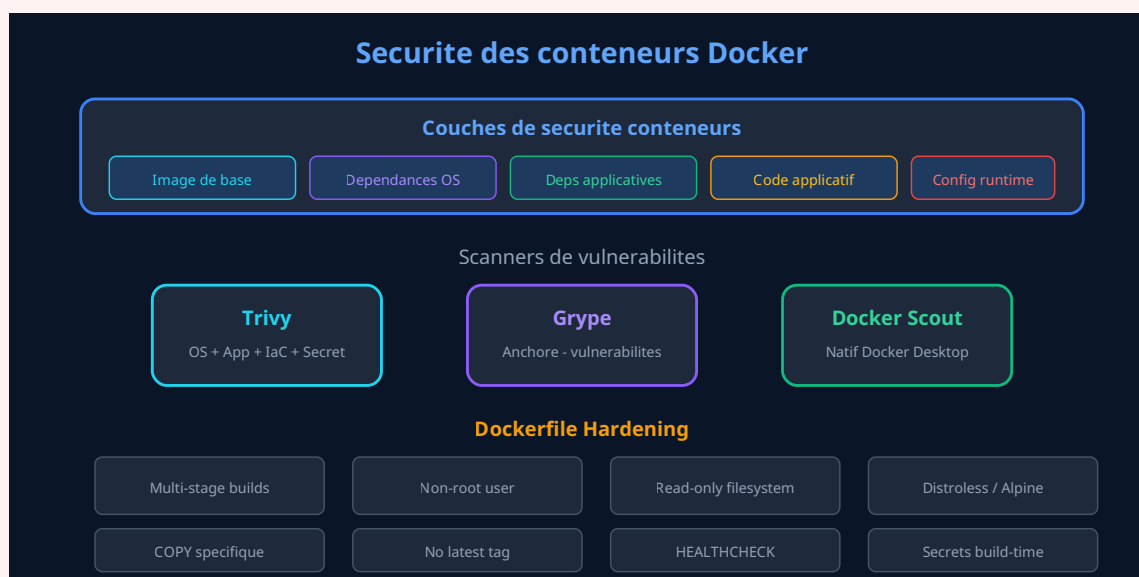 Securite des conteneurs Docker
Couches de securite conteneurs
Image de base
Dependances OS
Deps applicatives
Code applicatif
Config runtime
Scanners de vulnerabilites
Trivy
OS + App + IaC + Secret
Grype
Anchore - vulnerabilites
Docker Scout
Natif Docker Desktop
Dockerfile Hardening
Multi-stage builds
Non-root user
Read-only filesystem
Distroless / Alpine
COPY specifique
No latest tag
HEALTHCHECK
Secrets build-time